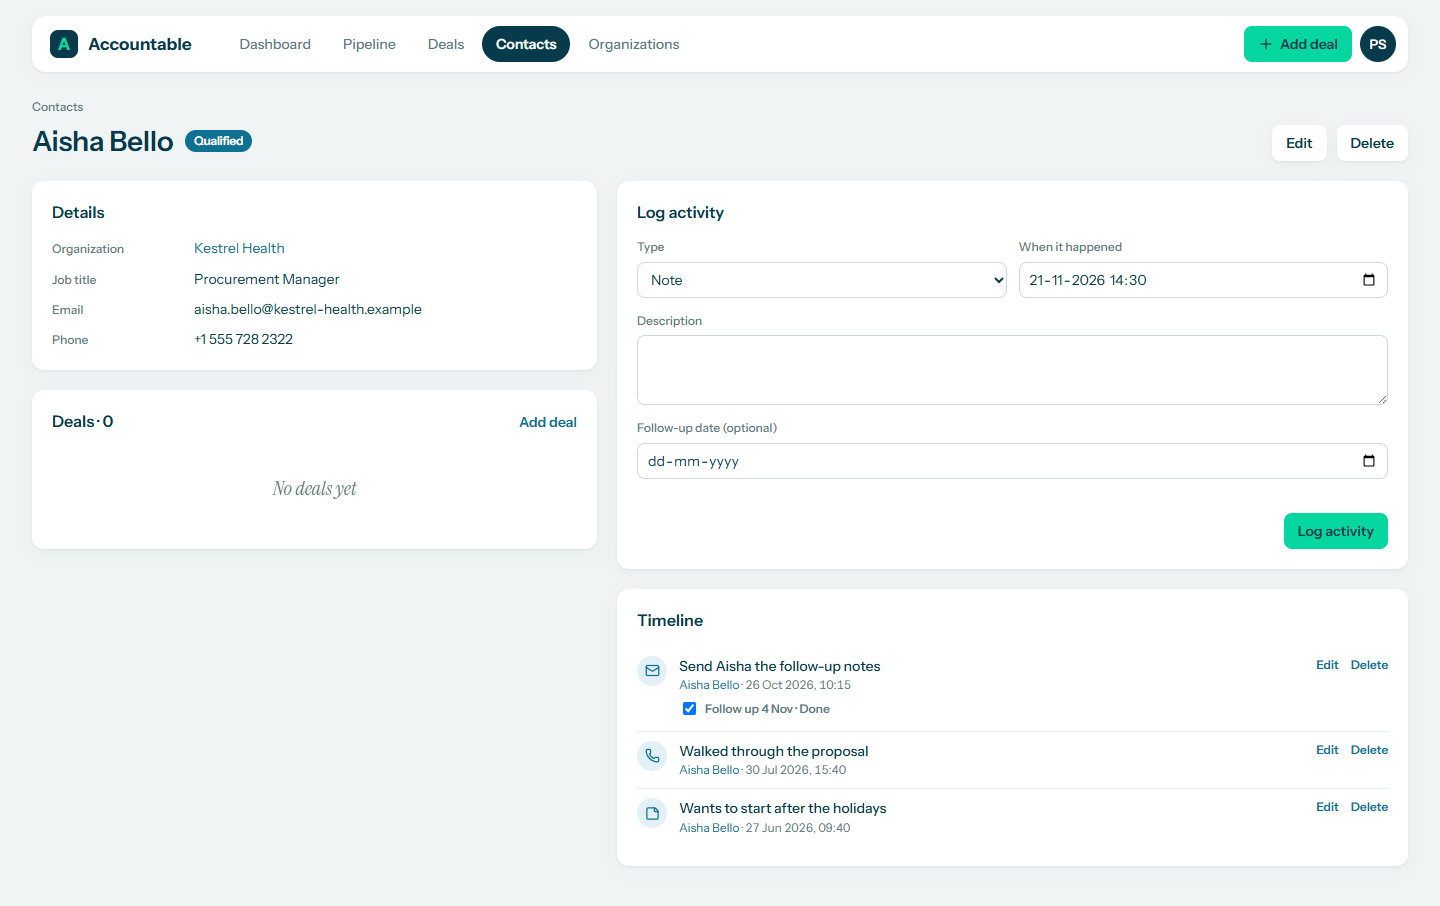 A Accountable Dashboard Pipeline Deals Contacts Organizations + Add deal PS
Contacts
Aisha Bello Qualified Edit Delete
Details
Organization Kestrel Health
Job title Procurement Manager
Email aisha.bello@kestrel-health.example
Phone +1 555 728 2322
Deals · 0 Add deal
No deals yet
Log activity
Type When it happened
Note 21-11-2026 14:30
Description
Follow-up date (optional)
dd-mm-yyyy
Log activity
Timeline
Send Aisha the follow-up notes Edit Delete
Aisha Bello · 26 Oct 2026, 10:15
Follow up 4 Nov · Done
Walked through the proposal Edit Delete
Aisha Bello · 30 Jul 2026, 15:40
Wants to start after the holidays Edit Delete
Aisha Bello · 27 Jun 2026, 09:40